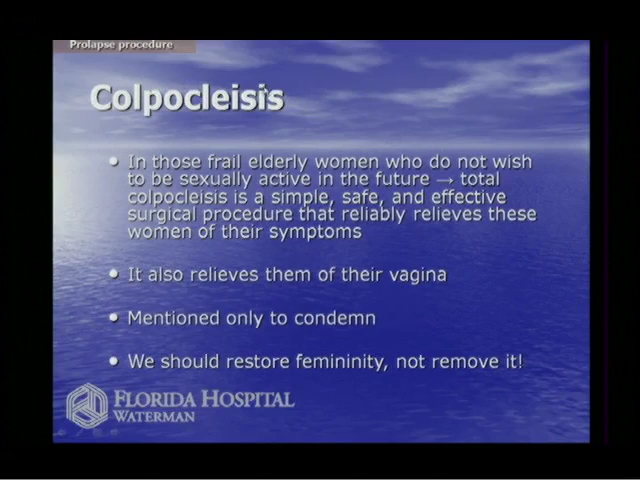 Prolapse procedure
Colpocleisis
• In those frail elderly women who do not wish
to be sexually active in the future → total
colpocleisis is a simple, safe, and effective
surgical procedure that reliably relieves these
women of their symptoms
• It also relieves them of their vagina
• Mentioned only to condemn
• We should restore femininity, not remove it!
FLORIDA HOSPITAL
WATERMAN